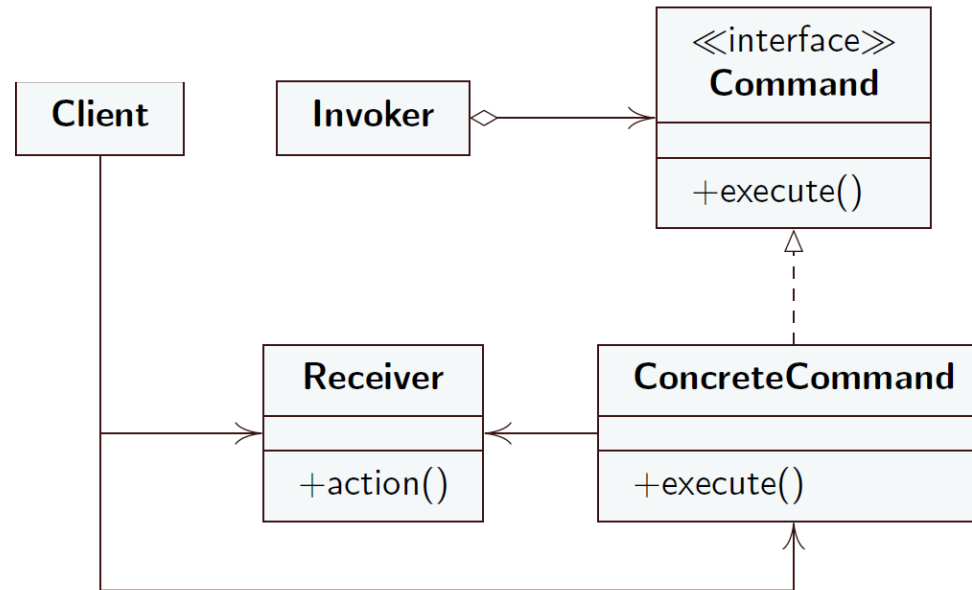 ≪interface≫
Command
+execute()
Client
Invoker
Receiver
+action()
ConcreteCommand
+execute()